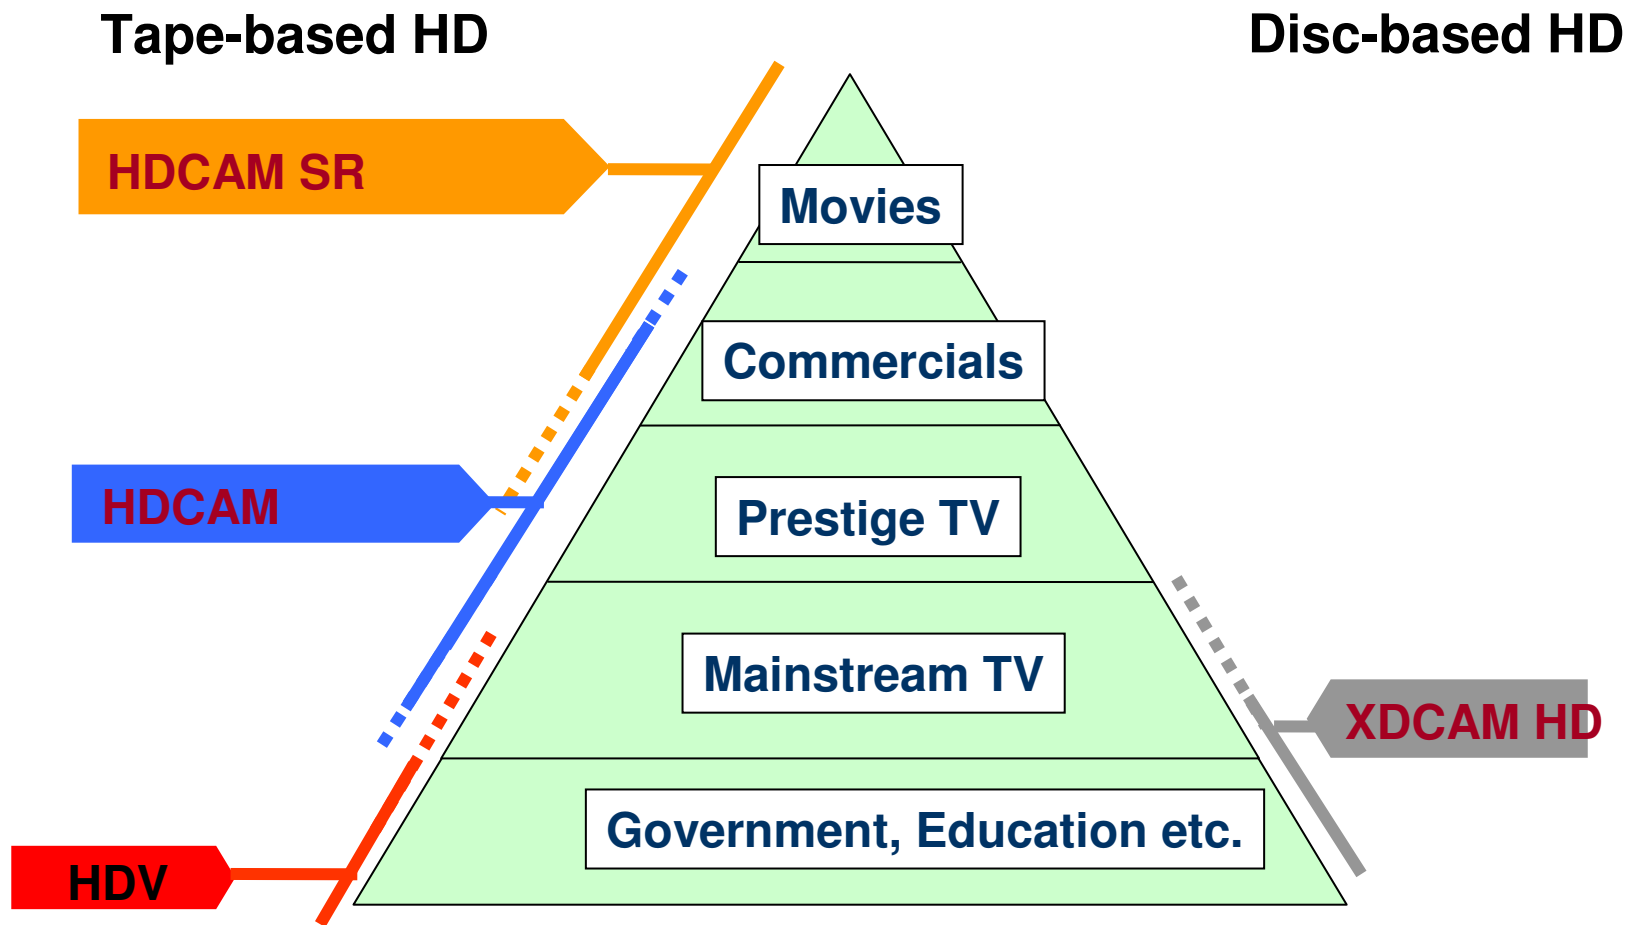 Tape-based HD
Disc-based HD
HDCAM SR
Movies
Commercials
HDCAM
Prestige TV
Mainstream TV
XDCAM HD
Government, Education etc.
HDV